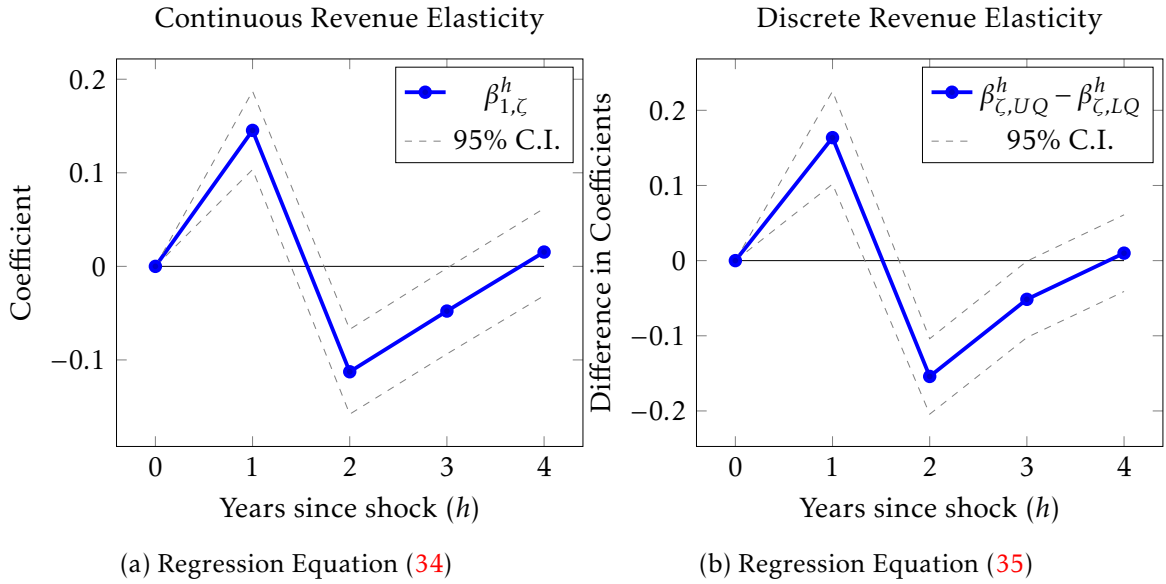 Continuous Revenue Elasticity
0.2
0.1
0
−0.1
0
1
2
3
4
Coefficient
Years since shock (h)
β^h_{1,ζ}
95% C.I.
(a) Regression Equation (34)
Discrete Revenue Elasticity
0.2
0.1
0
−0.1
−0.2
0
1
2
3
4
Difference in Coefficients
Years since shock (h)
β^h_{ζ,UQ} − β^h_{ζ,LQ}
95% C.I.
(b) Regression Equation (35)